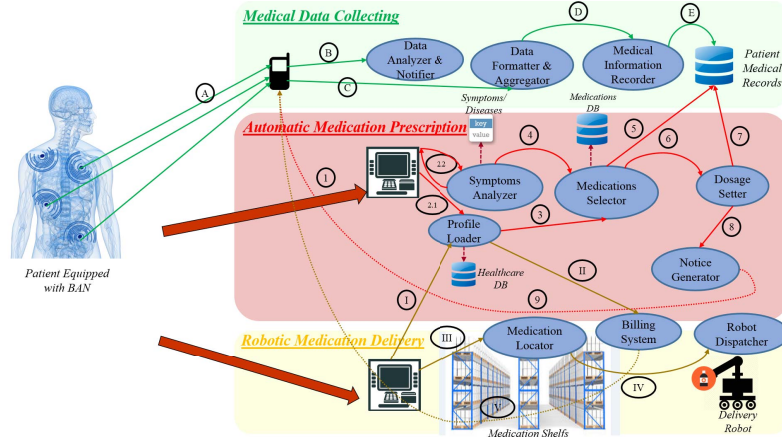 Medical Data Collecting
D
E
B
Data
Analyzer &
Notifier
Data
Formatter &
Aggregator
Medical
Information
Recorder
Patient
Medical
Records
A
C
Symptoms/
Diseases
key
value
Medications
DB
Automatic Medication Prescription
1
2.2
4
5
6
7
Symptoms
Analyzer
Medications
Selector
Dosage
Setter
2.1
3
8
Profile
Loader
Healthcare
DB
II
Notice
Generator
Patient Equipped
with BAN
I
9
Robotic Medication Delivery
III
Medication
Locator
Billing
System
Robot
Dispatcher
IV
V
Medication Shelfs
Delivery
Robot